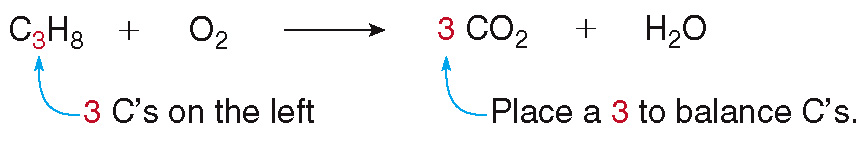 C₃H₈ + O₂ ⟶ 3 CO₂ + H₂O
3 C’s on the left Place a 3 to balance C’s.